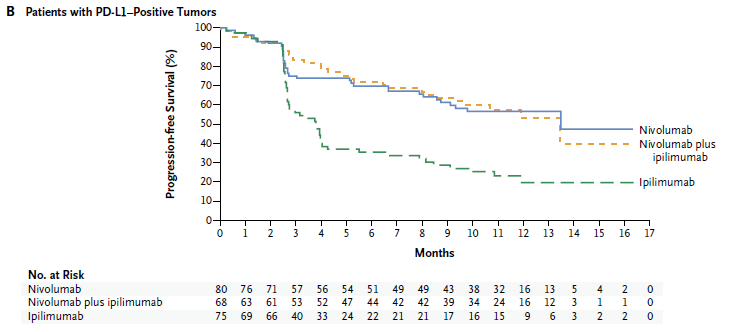 B Patients with PD-L1–Positive Tumors
Progression-free Survival (%)
100
90
80
70
60
50
40
30
20
10
0
0 1 2 3 4 5 6 7 8 9 10 11 12 13 14 15 16 17
Months
Nivolumab
Nivolumab plus
ipilimumab
Ipilimumab
No. at Risk
Nivolumab 80 76 71 57 56 54 51 49 49 43 38 32 16 13 5 4 2 0
Nivolumab plus ipilimumab 68 63 61 53 52 47 44 42 42 39 34 24 16 12 3 1 1 0
Ipilimumab 75 69 66 40 33 24 22 21 21 17 16 15 9 6 3 2 2 0